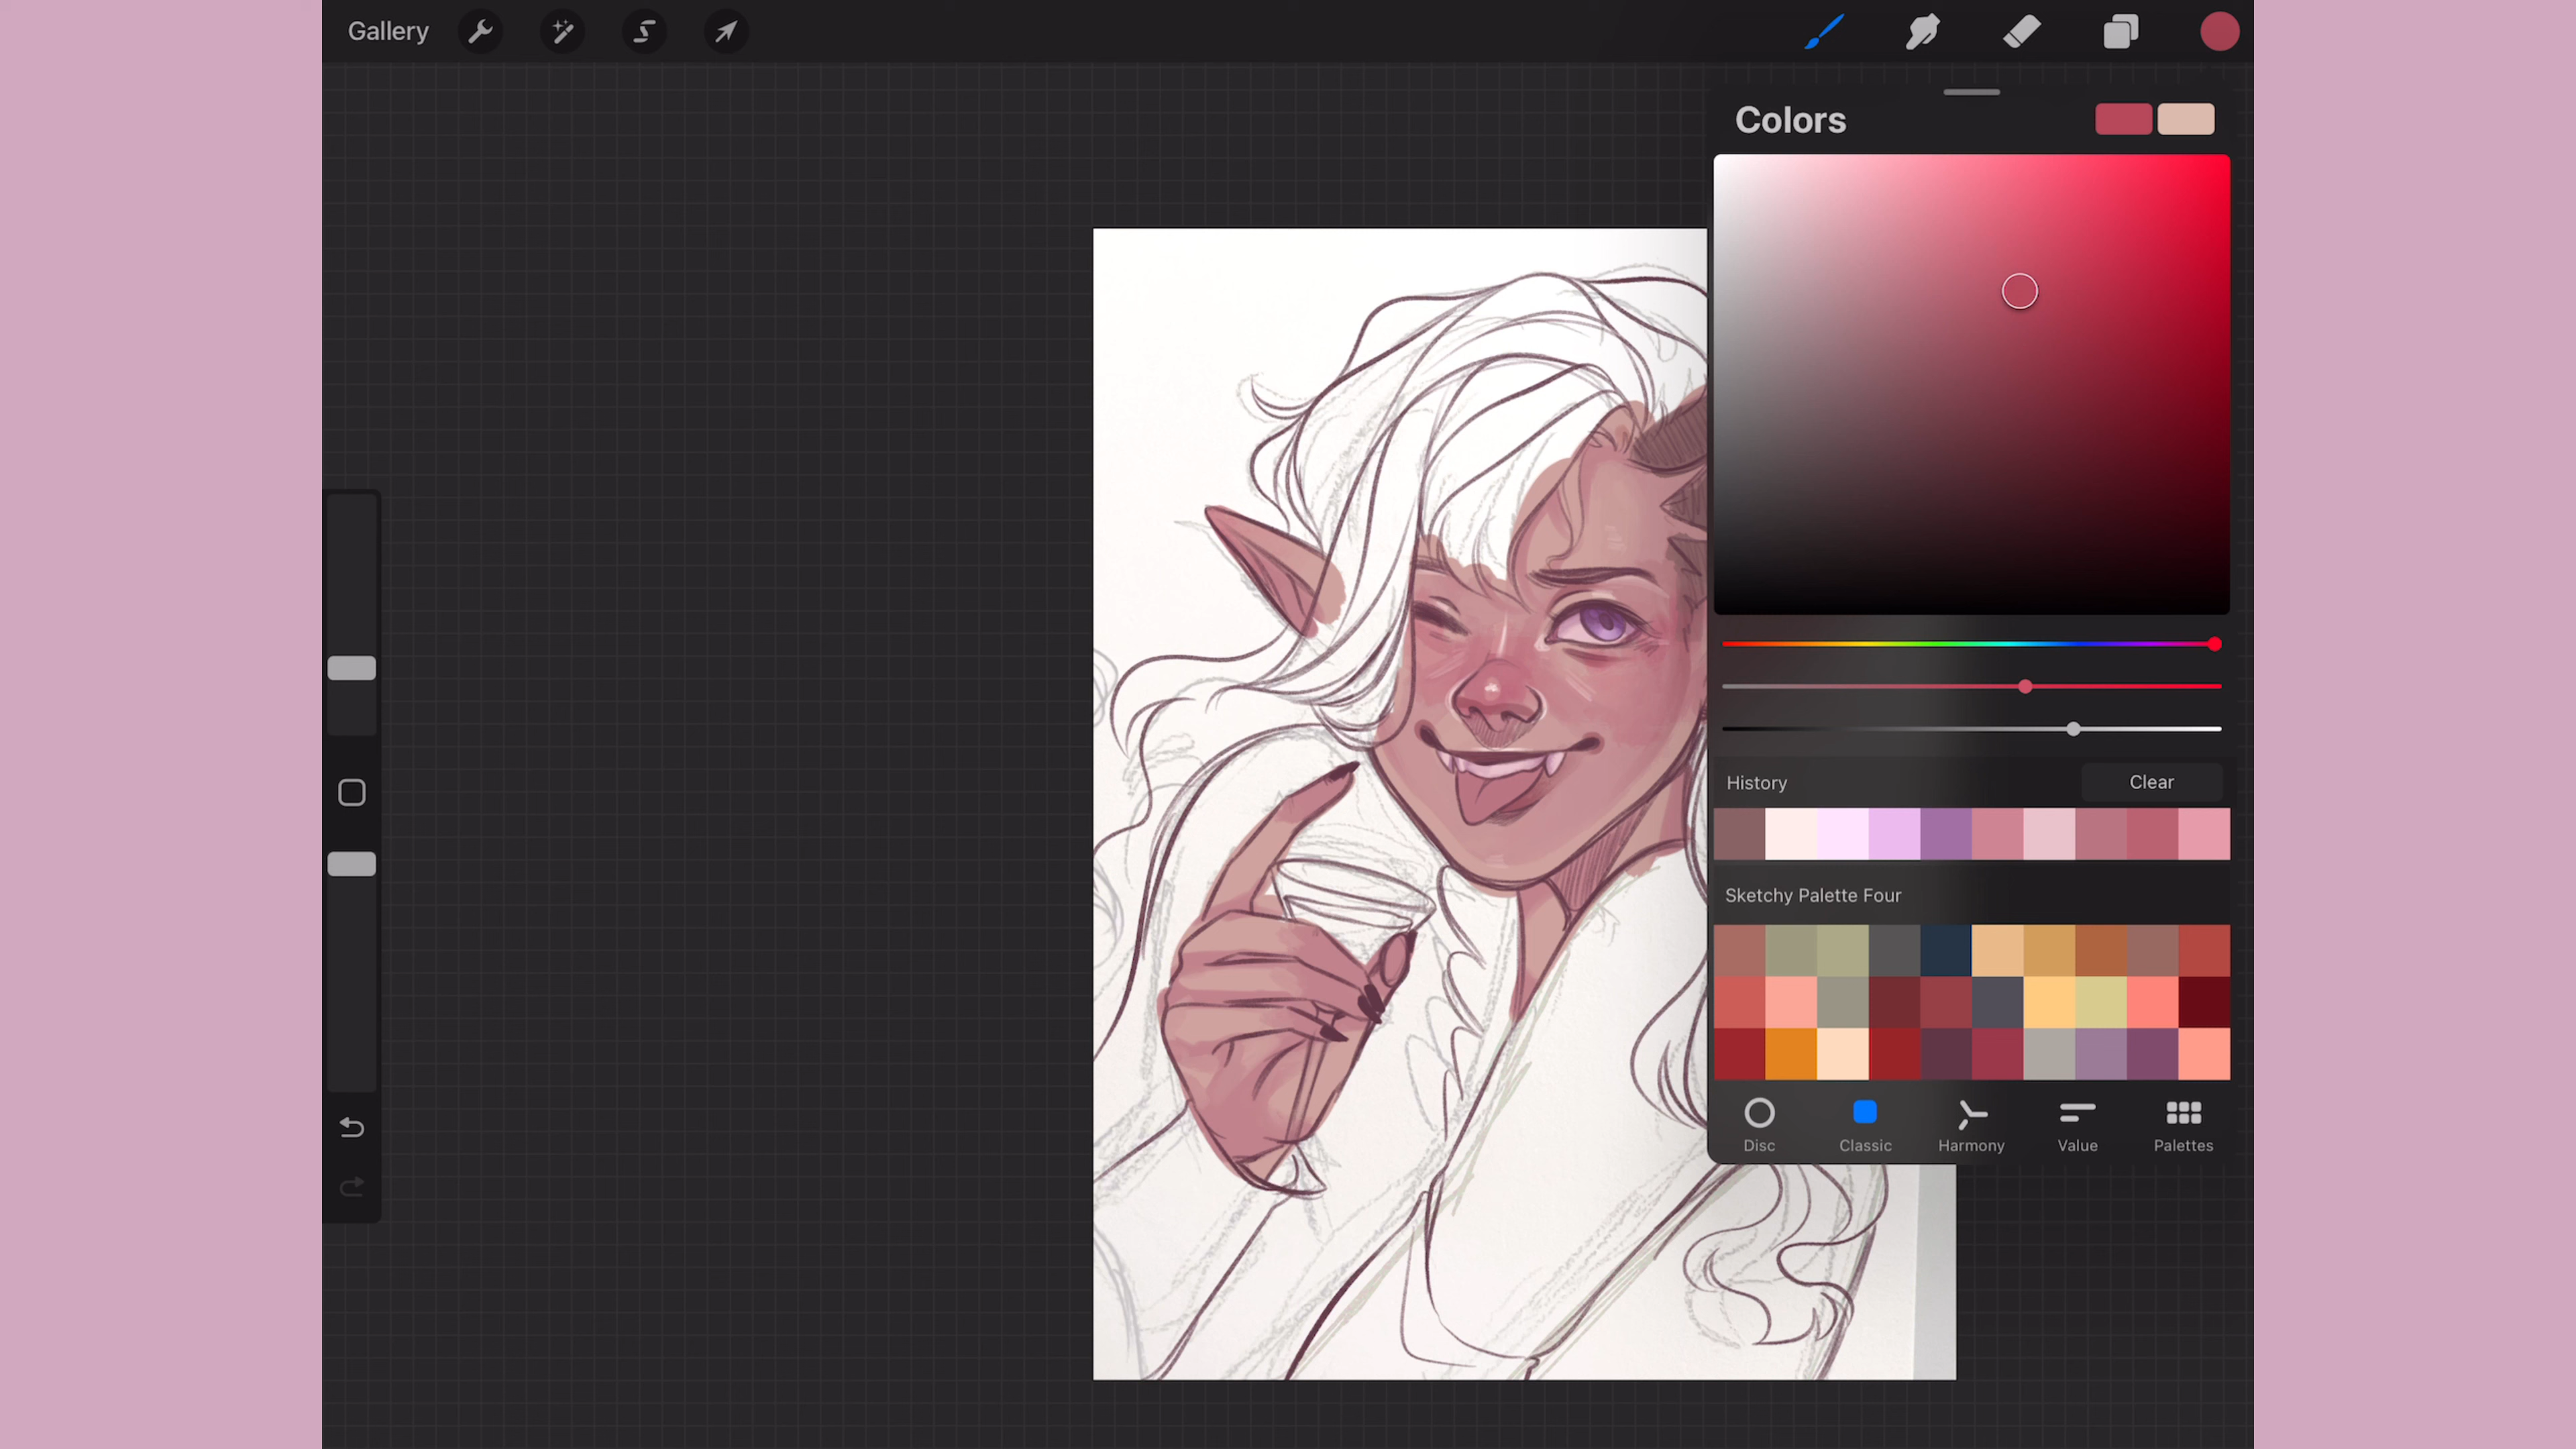 Gallery
Colors
History
Clear
Sketchy Palette Four
Disc
Classic
Harmony
Value
Palettes